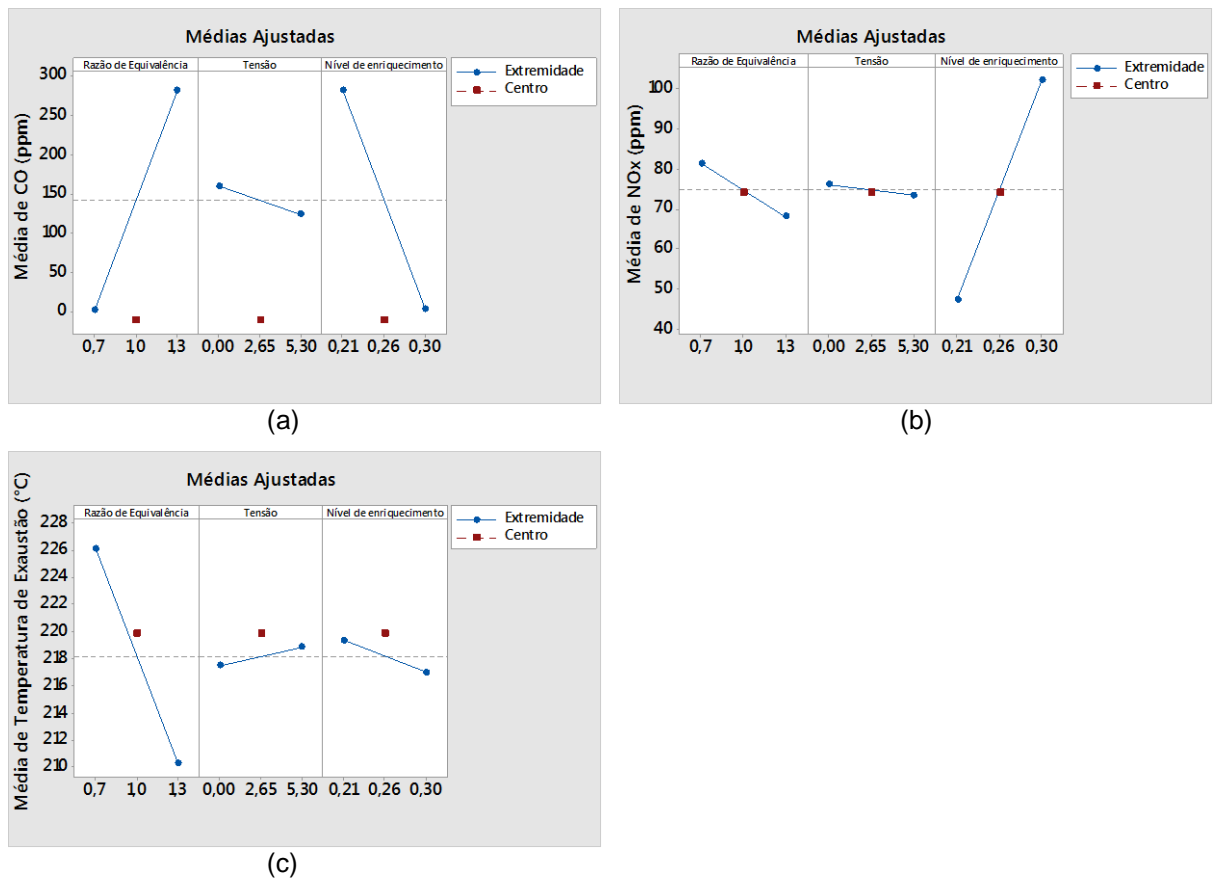 Médias Ajustadas
Razão de Equivalência Tensão Nível de enriquecimento
Extremidade
Centro
Média de CO (ppm)
300
250
200
150
100
50
0
0,7 1,0 1,3 0,00 2,65 5,30 0,21 0,26 0,30
(a)
Médias Ajustadas
Razão de Equivalência Tensão Nível de enriquecimento
Extremidade
Centro
Média de NOx (ppm)
100
90
80
70
60
50
40
0,7 1,0 1,3 0,00 2,65 5,30 0,21 0,26 0,30
(b)
Médias Ajustadas
Razão de Equivalência Tensão Nível de enriquecimento
Extremidade
Centro
Média de Temperatura de Exaustão (°C)
228
226
224
222
220
218
216
214
212
210
0,7 1,0 1,3 0,00 2,65 5,30 0,21 0,26 0,30
(c)